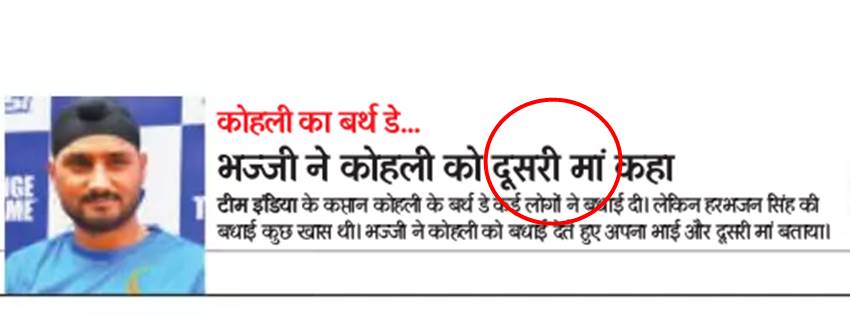 कोहली का बर्थ डे...
भज्जी ने कोहली को दूसरी मां कहा
टीम इंडिया के कप्तान कोहली के बर्थ डे कई लोगों ने बधाई दी। लेकिन हरभजन सिंह की
बधाई कुछ खास थी। भज्जी ने कोहली को बधाई देते हुए अपना भाई और दूसरी मां बताया।